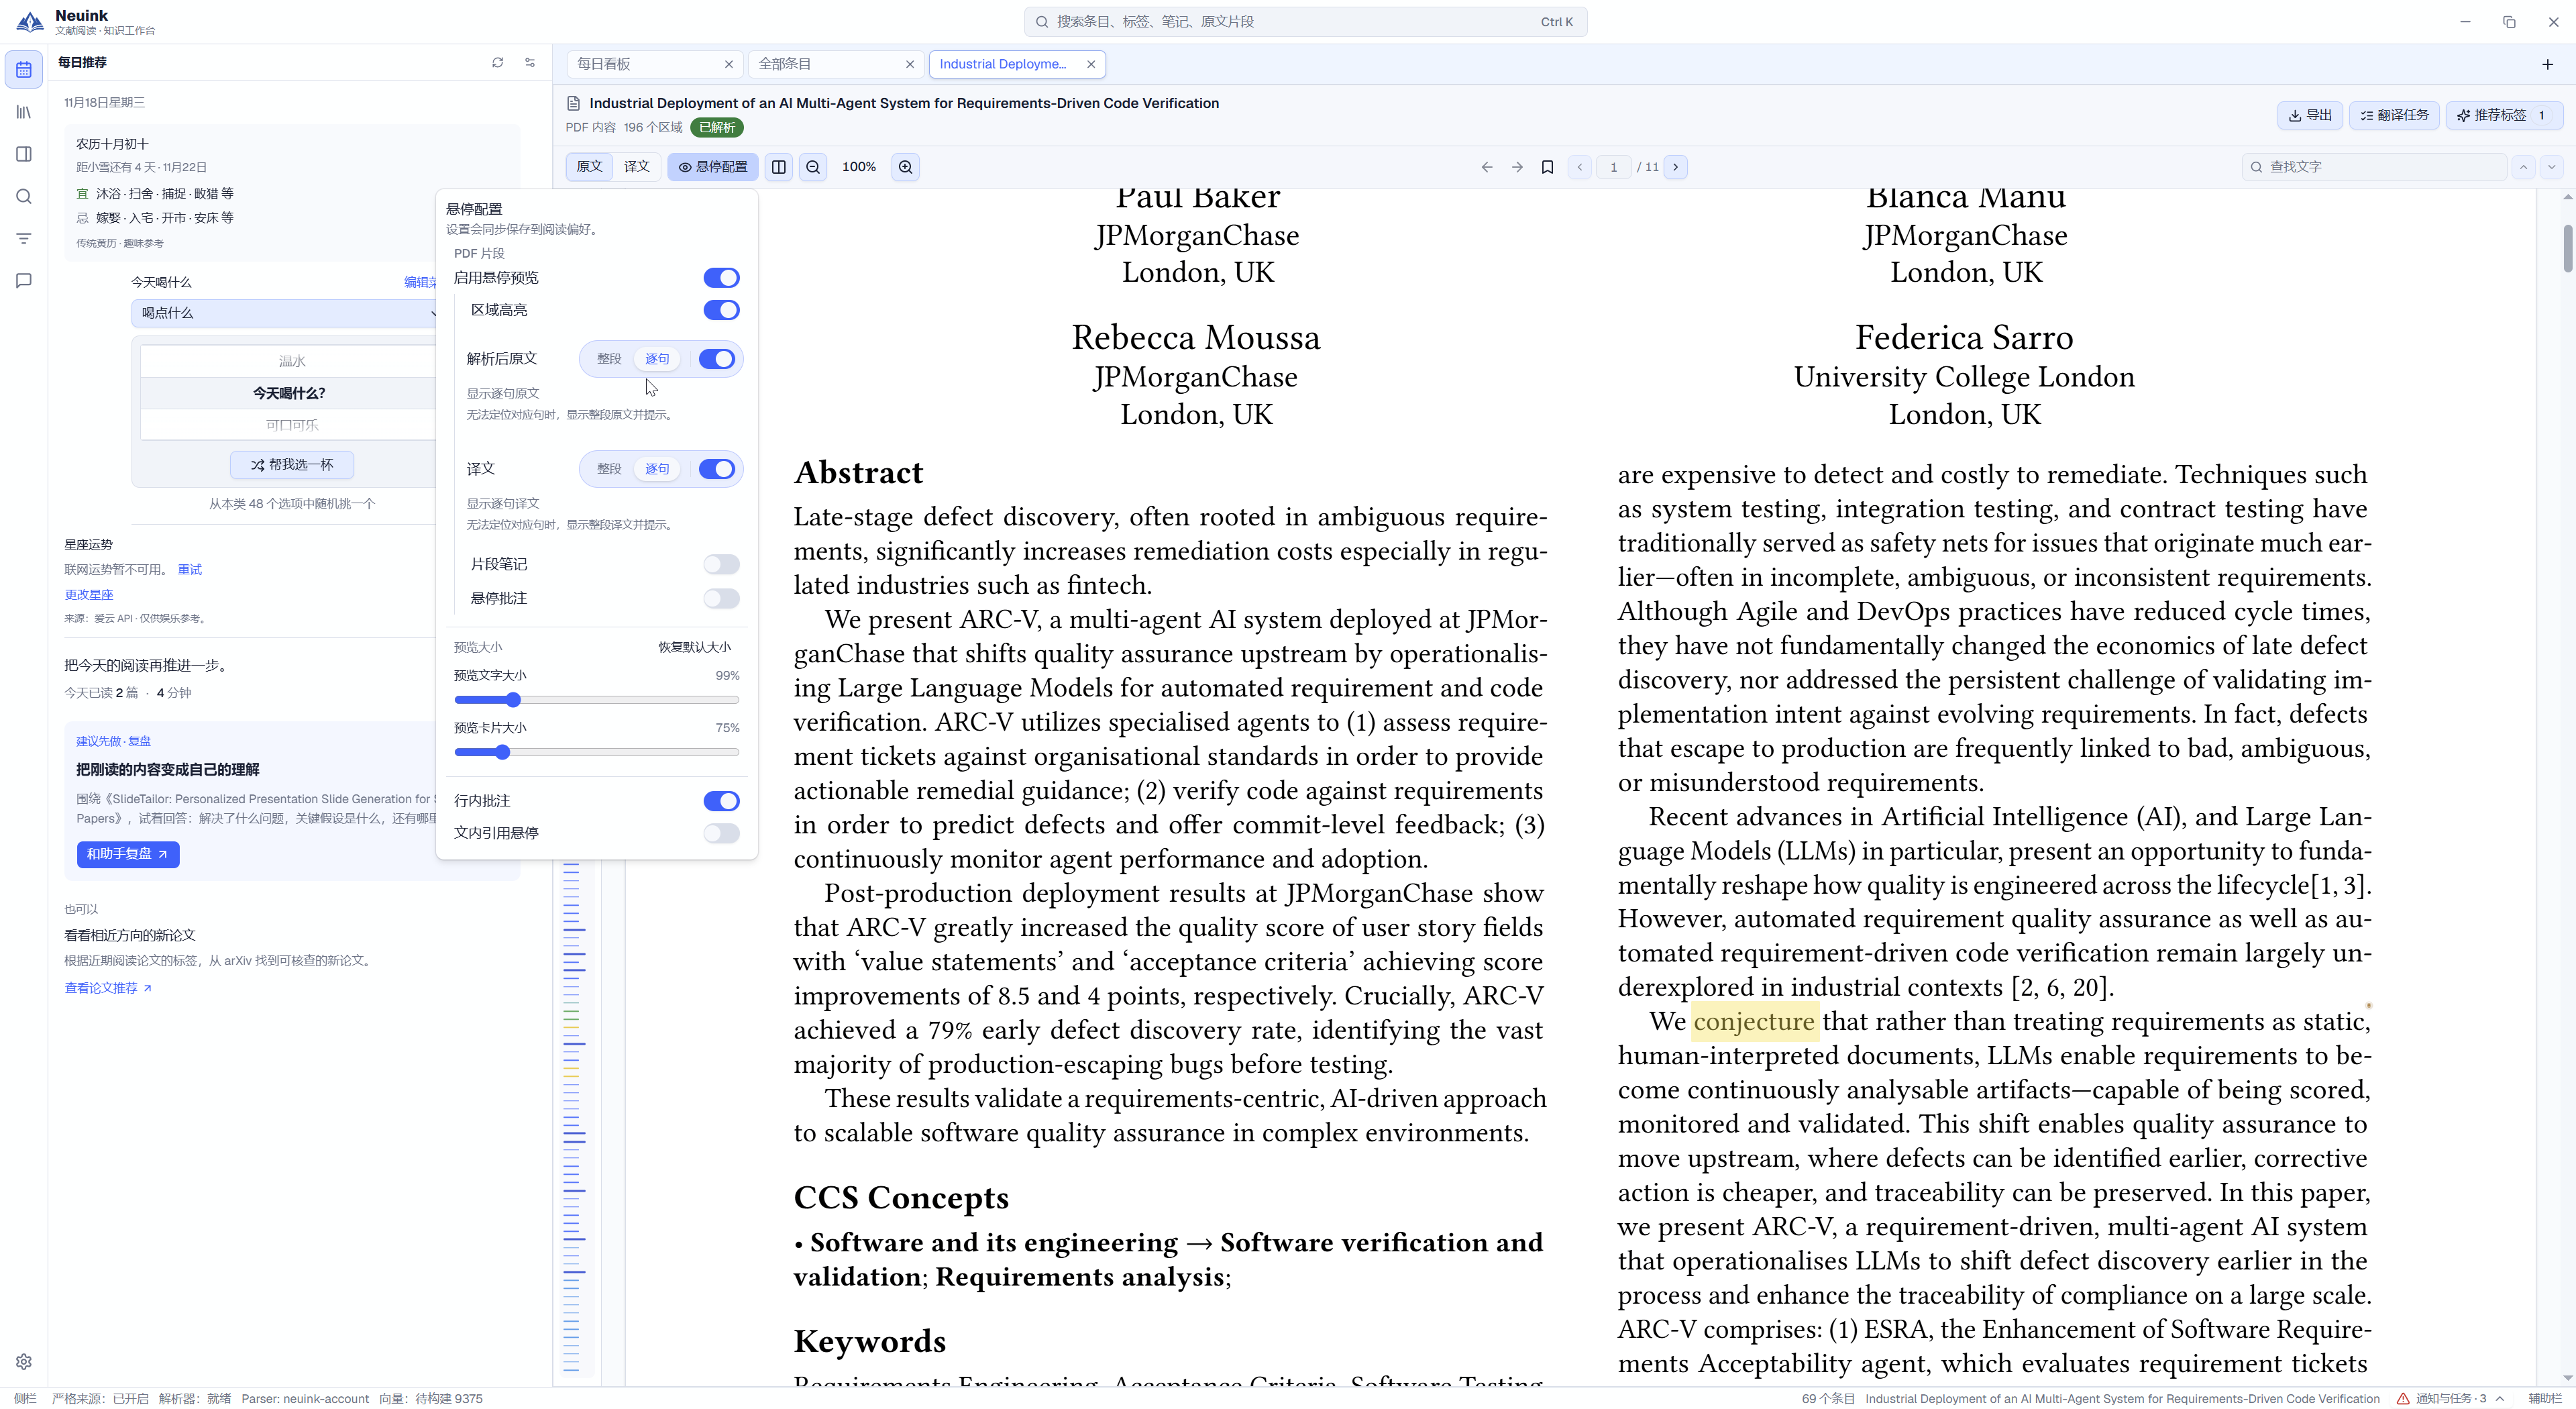 Neuink
文献阅读 · 知识工作台
搜索条目、标签、笔记、原文片段
Ctrl K
每日推荐
11月18日星期三
农历十月初十
距小雪还有 4 天 · 11月22日
宜 沐浴 · 扫舍 · 捕捉 · 畋猎 等
忌 嫁娶 · 入宅 · 开市 · 安床 等
传统黄历 · 趣味参考
今天喝什么
编辑
喝点什么
温水
今天喝什么?
可口可乐
帮我选一杯
从本类 48 个选项中随机挑一个
星座运势
联网运势暂不可用。 重试
更改星座
来源：爱云 API · 仅供娱乐参考。
把今天的阅读再推进一步。
今天已读 2 篇 · 4 分钟
建议先做 · 复盘
把刚读的内容变成自己的理解
围绕《SlideTailor: Personalized Presentation Slide Generation for
Papers》，试着回答：解决了什么问题，关键假设是什么，还有哪
和助手复盘
也可以
看看相近方向的新论文
根据近期阅读论文的标签，从 arXiv 找到可核查的新论文。
查看论文推荐
每日看板
全部条目
Industrial Deployme...
Industrial Deployment of an AI Multi-Agent System for Requirements-Driven Code Verification
PDF 内容 196 个区域 已解析
导出
翻译任务
推荐标签 1
原文 译文 悬停配置 100%
1 / 11
查找文字
悬停配置
设置会同步保存到阅读偏好。
PDF 片段
启用悬停预览
区域高亮
解析后原文 整段 逐句
显示逐句原文
无法定位对应句时，显示整段原文并提示。
译文 整段 逐句
显示逐句译文
无法定位对应句时，显示整段译文并提示。
片段笔记
悬停批注
预览大小 恢复默认大小
预览文字大小 99%
预览卡片大小 75%
行内批注
文内引用悬停
Paul Baker
JPMorganChase
London, UK
Blanca Manu
JPMorganChase
London, UK
Rebecca Moussa
JPMorganChase
London, UK
Federica Sarro
University College London
London, UK
Abstract
Late-stage defect discovery, often rooted in ambiguous require-
ments, significantly increases remediation costs especially in regu-
lated industries such as fintech.
We present ARC-V, a multi-agent AI system deployed at JPMor-
ganChase that shifts quality assurance upstream by operationalis-
ing Large Language Models for automated requirement and code
verification. ARC-V utilizes specialised agents to (1) assess require-
ment tickets against organisational standards in order to provide
actionable remedial guidance; (2) verify code against requirements
in order to predict defects and offer commit-level feedback; (3)
continuously monitor agent performance and adoption.
Post-production deployment results at JPMorganChase show
that ARC-V greatly increased the quality score of user story fields
with ‘value statements’ and ‘acceptance criteria’ achieving score
improvements of 8.5 and 4 points, respectively. Crucially, ARC-V
achieved a 79% early defect discovery rate, identifying the vast
majority of production-escaping bugs before testing.
These results validate a requirements-centric, AI-driven approach
to scalable software quality assurance in complex environments.
CCS Concepts
• Software and its engineering → Software verification and
validation; Requirements analysis;
Keywords
Requirements Engineering, Acceptance Criteria, Software Testing
are expensive to detect and costly to remediate. Techniques such
as system testing, integration testing, and contract testing have
traditionally served as safety nets for issues that originate much ear-
lier—often in incomplete, ambiguous, or inconsistent requirements.
Although Agile and DevOps practices have reduced cycle times,
they have not fundamentally changed the economics of late defect
discovery, nor addressed the persistent challenge of validating im-
plementation intent against evolving requirements. In fact, defects
that escape to production are frequently linked to bad, ambiguous,
or misunderstood requirements.
Recent advances in Artificial Intelligence (AI), and Large Lan-
guage Models (LLMs) in particular, present an opportunity to funda-
mentally reshape how quality is engineered across the lifecycle[1, 3].
However, automated requirement quality assurance as well as au-
tomated requirement-driven code verification remain largely un-
derexplored in industrial contexts [2, 6, 20].
We conjecture that rather than treating requirements as static,
human-interpreted documents, LLMs enable requirements to be-
come continuously analysable artifacts—capable of being scored,
monitored and validated. This shift enables quality assurance to
move upstream, where defects can be identified earlier, corrective
action is cheaper, and traceability can be preserved. In this paper,
we present ARC-V, a requirement-driven, multi-agent AI system
that operationalises LLMs to shift defect discovery earlier in the
process and enhance the traceability of compliance on a large scale.
ARC-V comprises: (1) ESRA, the Enhancement of Software Require-
ments Acceptability agent, which evaluates requirement tickets
侧栏 严格来源：已开启 解析器：就绪 Parser: neuink-account 向量：待构建 9375
69 个条目 Industrial Deployment of an AI Multi-Agent System for Requirements-Driven Code Verification 通知与任务 · 3 辅助栏